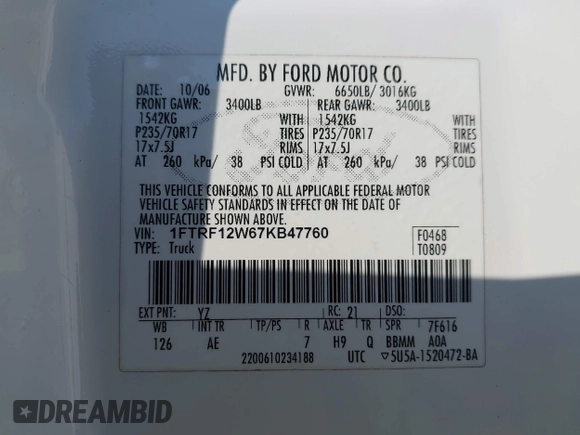 MFD. BY FORD MOTOR CO.
DATE: 10/06 GVWR: 6650LB/ 3016KG
FRONT GAWR: 3400LB REAR GAWR: 3400LB
1542KG WITH 1542KG WITH
P235/70R17 TIRES P235/70R17 TIRES
17x7.5J RIMS 17x7.5J RIMS
AT 260 kPa/ 38 PSI COLD AT 260 kPa/ 38 PSI COLD
THIS VEHICLE CONFORMS TO ALL APPLICABLE FEDERAL MOTOR
VEHICLE SAFETY STANDARDS IN EFFECT ON THE DATE OF
MANUFACTURE SHOWN ABOVE.
VIN: 1FTRF12W67KB47760 F0468
TYPE: Truck T0809
EXT PNT: YZ RC: 21 DSO:
WB INT TR TP/PS R AXLE TR SPR 7F616
126 AE 7 H9 Q BBMM A0A
2200610234188 UTC ▽5U5A-1520472-BA
DREAMBID